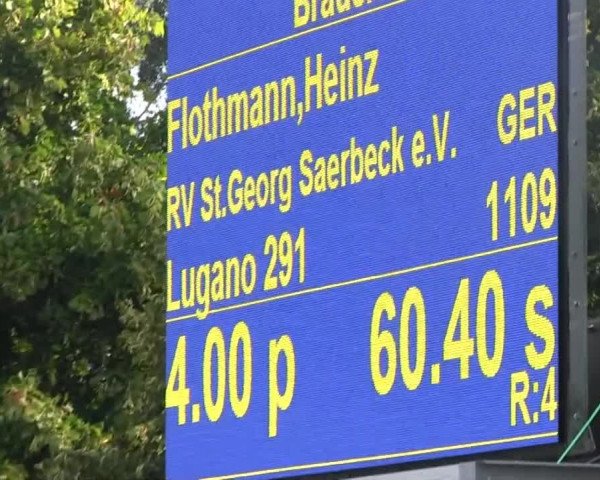 Flothmann,Heinz
RV St.Georg Saerbeck e.V. GER
Lugano 291 1109
4.00 p 60.40 s
R:4